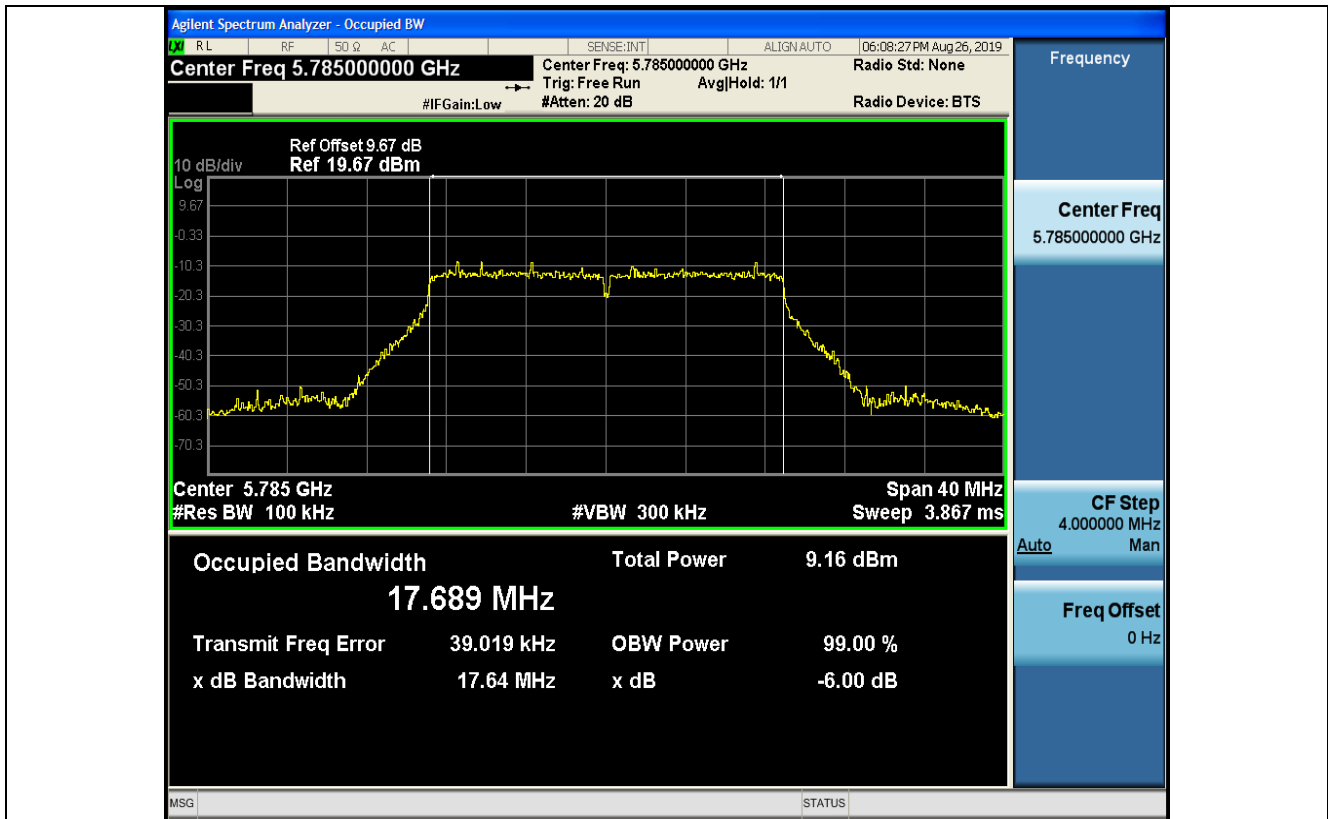 Agilent Spectrum Analyzer - Occupied BW
LXI RL RF 50 Ω AC SENSE:INT ALIGN AUTO 06:08:27 PM Aug 26, 2019
Center Freq 5.785000000 GHz
Center Freq: 5.785000000 GHz Radio Std: None
Trig: Free Run Avg|Hold: 1/1
#IFGain:Low #Atten: 20 dB Radio Device: BTS
Frequency
Ref Offset 9.67 dB
10 dB/div Ref 19.67 dBm
Log
9.67
-0.33
-10.3
-20.3
-30.3
-40.3
-50.3
-60.3
-70.3
Center 5.785 GHz Span 40 MHz
#Res BW 100 kHz #VBW 300 kHz Sweep 3.867 ms
Occupied Bandwidth Total Power 9.16 dBm
17.689 MHz
Transmit Freq Error 39.019 kHz OBW Power 99.00 %
x dB Bandwidth 17.64 MHz x dB -6.00 dB
Center Freq
5.785000000 GHz
CF Step
4.000000 MHz
Auto Man
Freq Offset
0 Hz
MSG STATUS